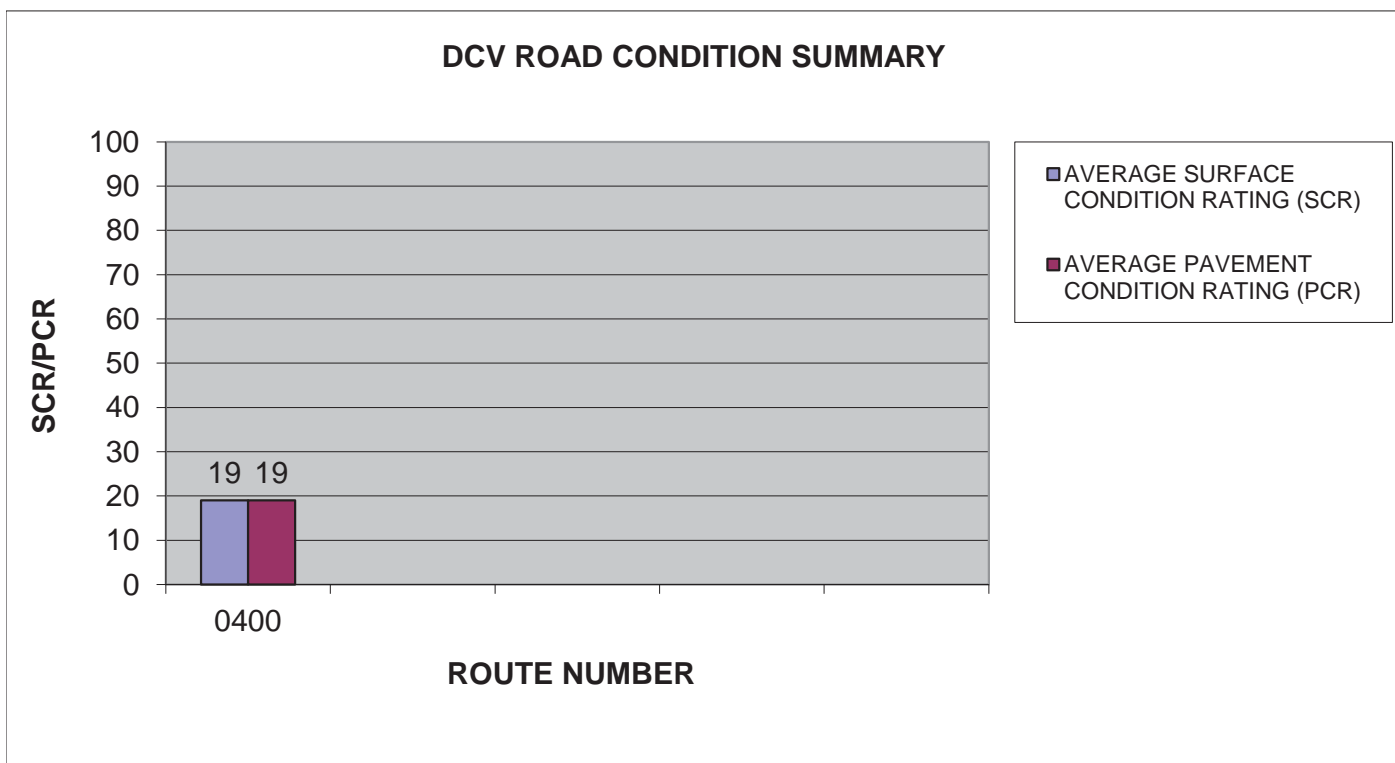 DCV ROAD CONDITION SUMMARY
100
90
80
70
60
50
40
30
20
10
0
SCR/PCR
19 19
0400
ROUTE NUMBER
AVERAGE SURFACE
CONDITION RATING (SCR)
AVERAGE PAVEMENT
CONDITION RATING (PCR)